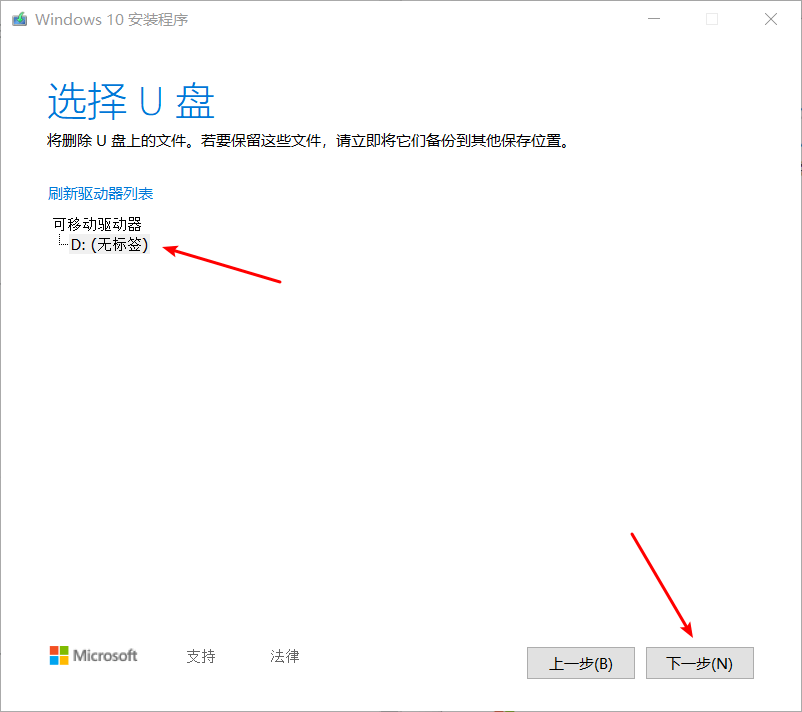 Windows 10 安装程序
选择 U 盘
将删除 U 盘上的文件。若要保留这些文件，请立即将它们备份到其他保存位置。
刷新驱动器列表
可移动驱动器
D: (无标签)
Microsoft 支持 法律 上一步(B) 下一步(N)